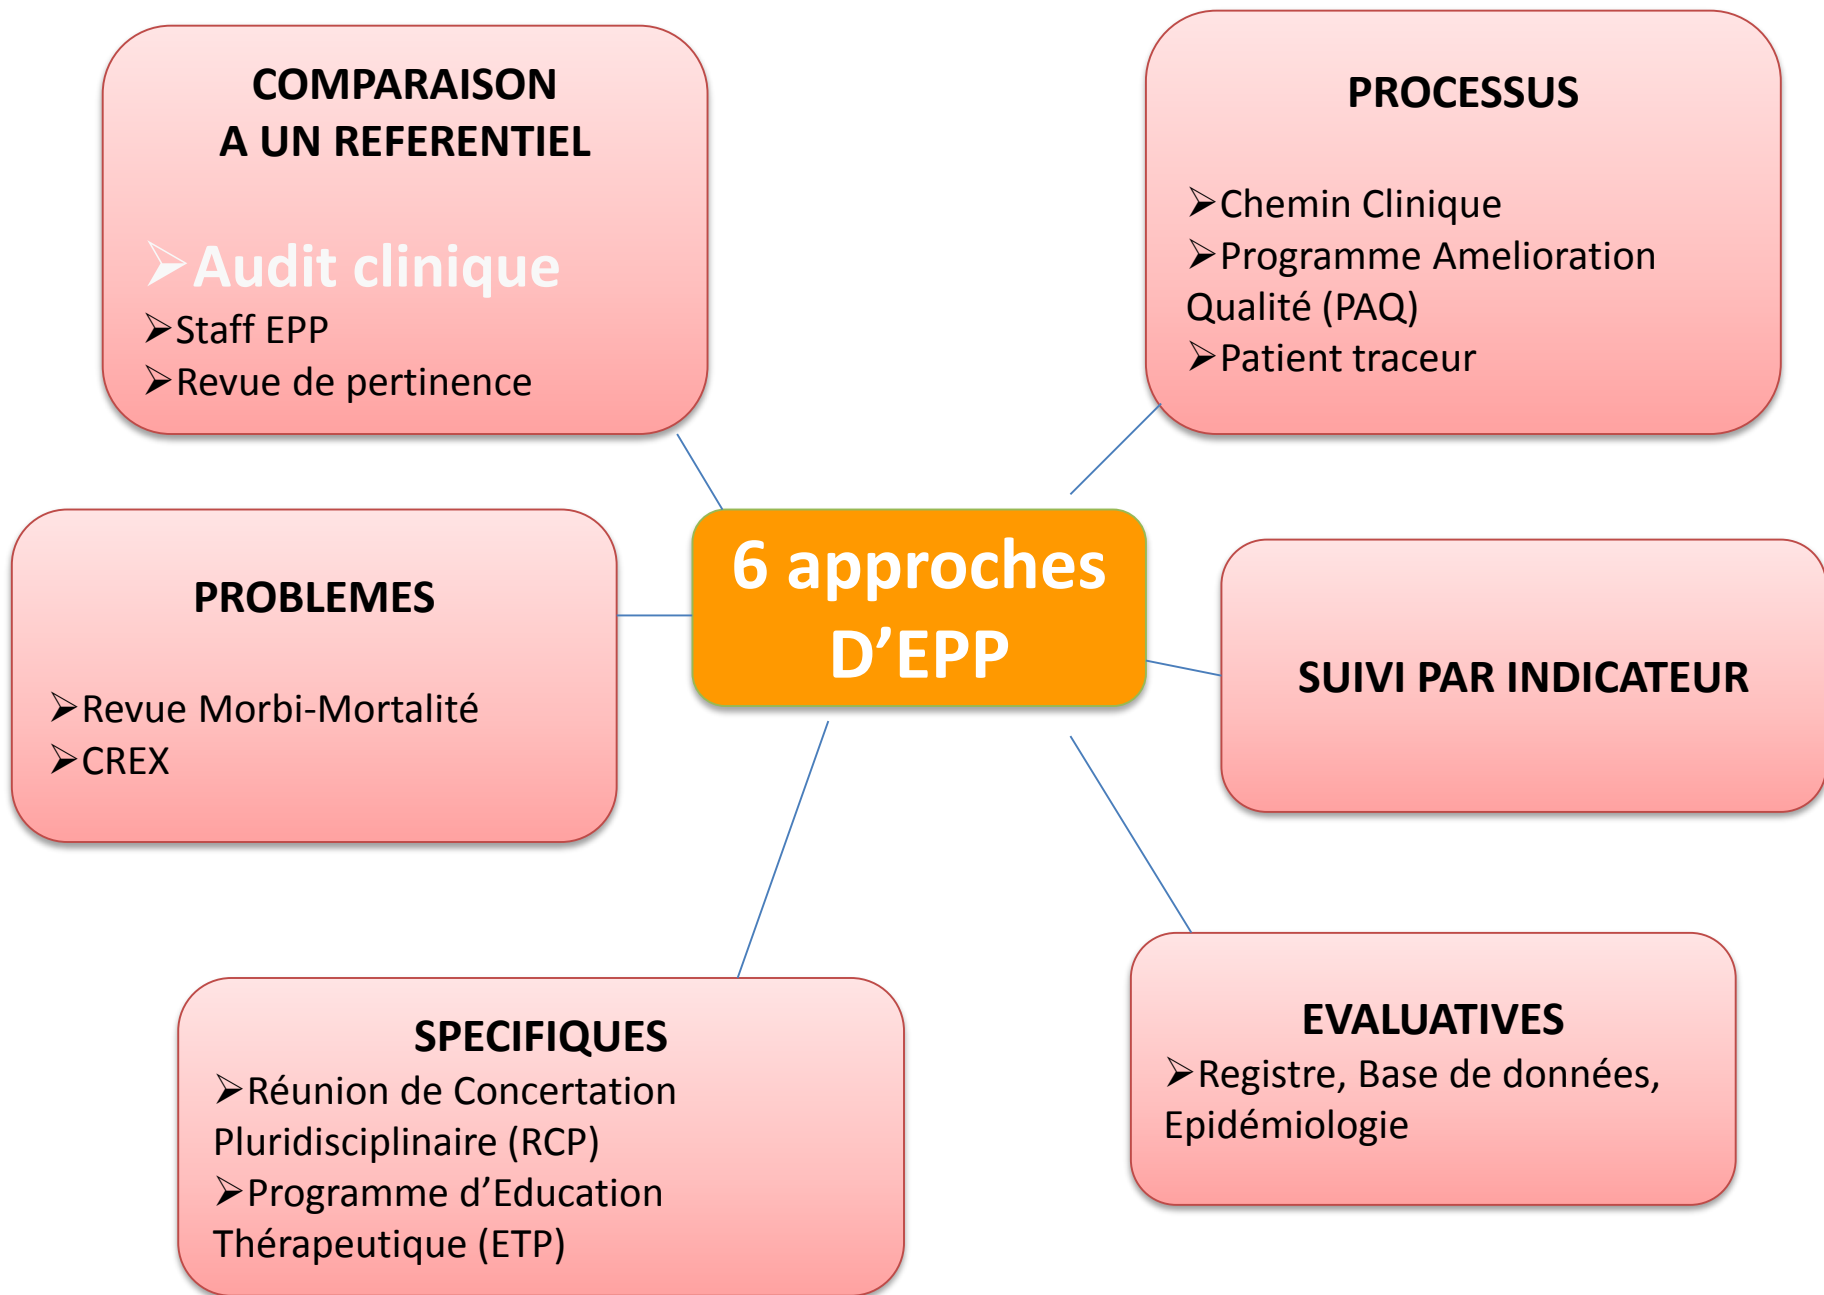 COMPARAISON
A UN REFERENTIEL
➢Audit clinique
➢Staff EPP
➢Revue de pertinence
PROCESSUS
➢Chemin Clinique
➢Programme Amelioration
Qualité (PAQ)
➢Patient traceur
PROBLEMES
➢Revue Morbi-Mortalité
➢CREX
6 approches
D’EPP
SUIVI PAR INDICATEUR
SPECIFIQUES
➢Réunion de Concertation
Pluridisciplinaire (RCP)
➢Programme d’Education
Thérapeutique (ETP)
EVALUATIVES
➢Registre, Base de données,
Epidémiologie